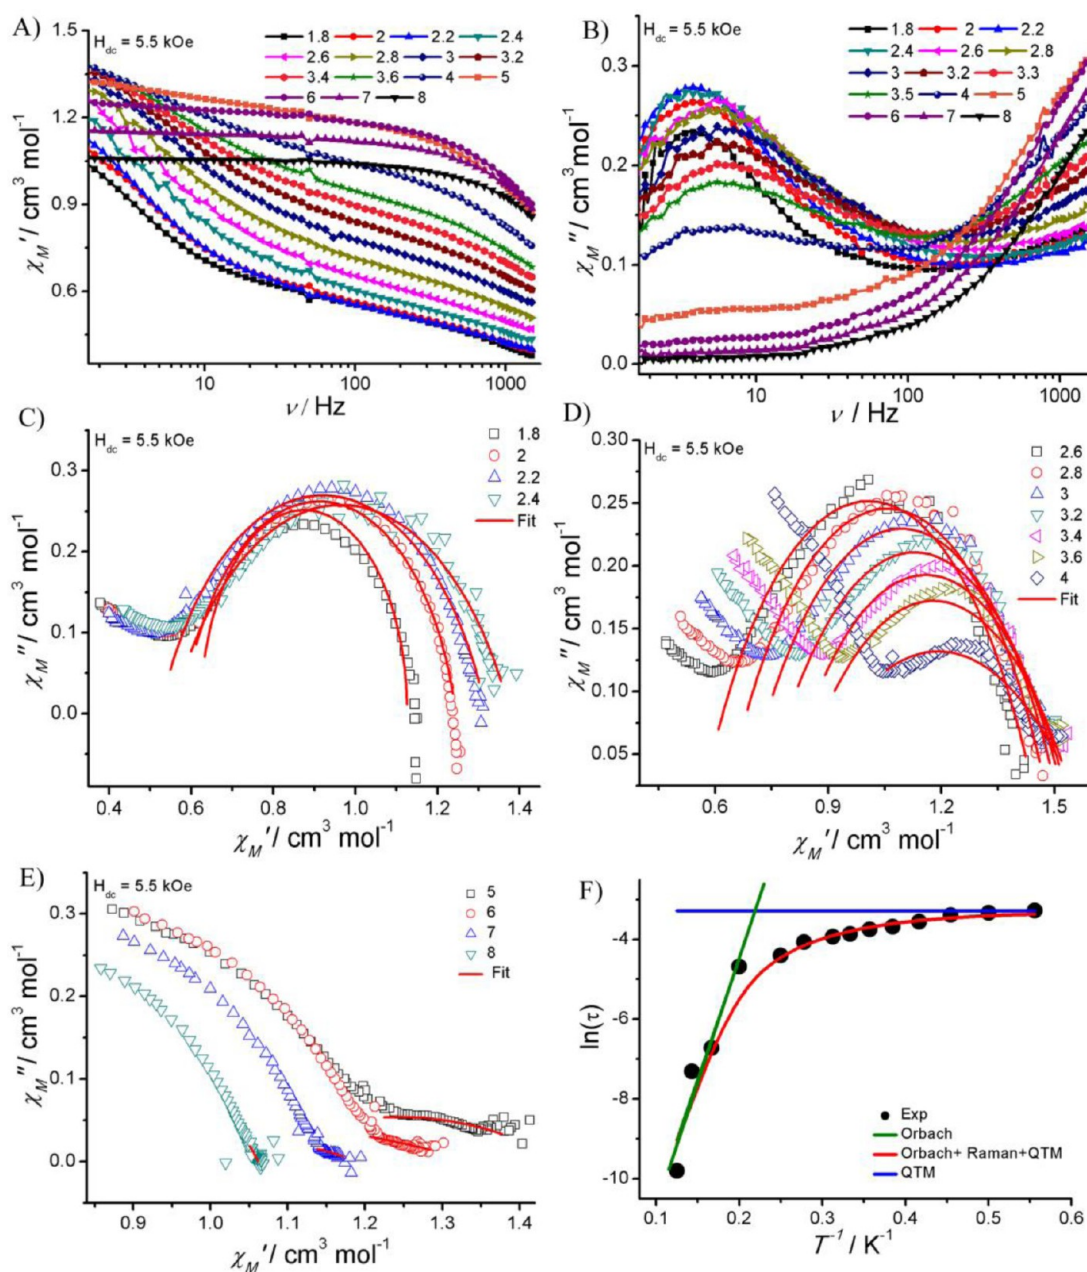 A)
H_dc = 5.5 kOe
1.8 2 2.2 2.4
2.6 2.8 3 3.2
3.4 3.6 4 5
6 7 8
1.5
1.2
0.9
0.6
10 100 1000
χ_M' / cm³ mol⁻¹
ν / Hz
B)
H_dc = 5.5 kOe
1.8 2 2.2
2.4 2.6 2.8
3 3.2 3.3
3.5 4 5
6 7 8
0.3
0.2
0.1
0.0
10 100 1000
χ_M'' / cm³ mol⁻¹
ν / Hz
C)
H_dc = 5.5 kOe
1.8
2
2.2
2.4
Fit
0.3
0.2
0.1
0.0
0.4 0.6 0.8 1.0 1.2 1.4
χ_M'' / cm³ mol⁻¹
χ_M' / cm³ mol⁻¹
D)
H_dc = 5.5 kOe
2.6
2.8
3
3.2
3.4
3.6
4
Fit
0.30
0.25
0.20
0.15
0.10
0.05
0.6 0.9 1.2 1.5
χ_M'' / cm³ mol⁻¹
χ_M' / cm³ mol⁻¹
E)
H_dc = 5.5 kOe
5
6
7
8
Fit
0.3
0.2
0.1
0.0
0.9 1.0 1.1 1.2 1.3 1.4
χ_M'' / cm³ mol⁻¹
χ_M' / cm³ mol⁻¹
F)
-4
-6
-8
-10
0.1 0.2 0.3 0.4 0.5 0.6
ln(τ)
T⁻¹ / K⁻¹
Exp
Orbach
Orbach+ Raman+QTM
QTM